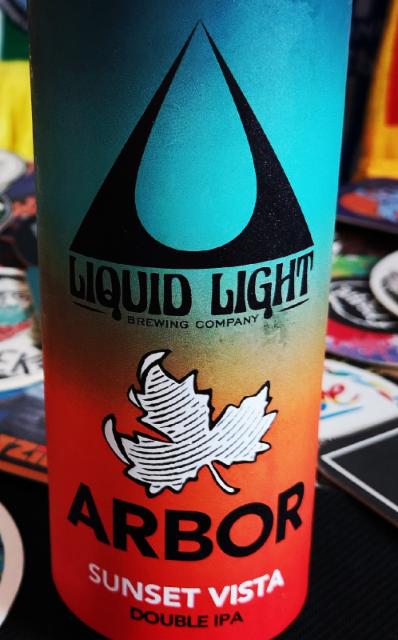 LIQUID LIGHT
BREWING COMPANY
ARBOR
SUNSET VISTA
DOUBLE IPA